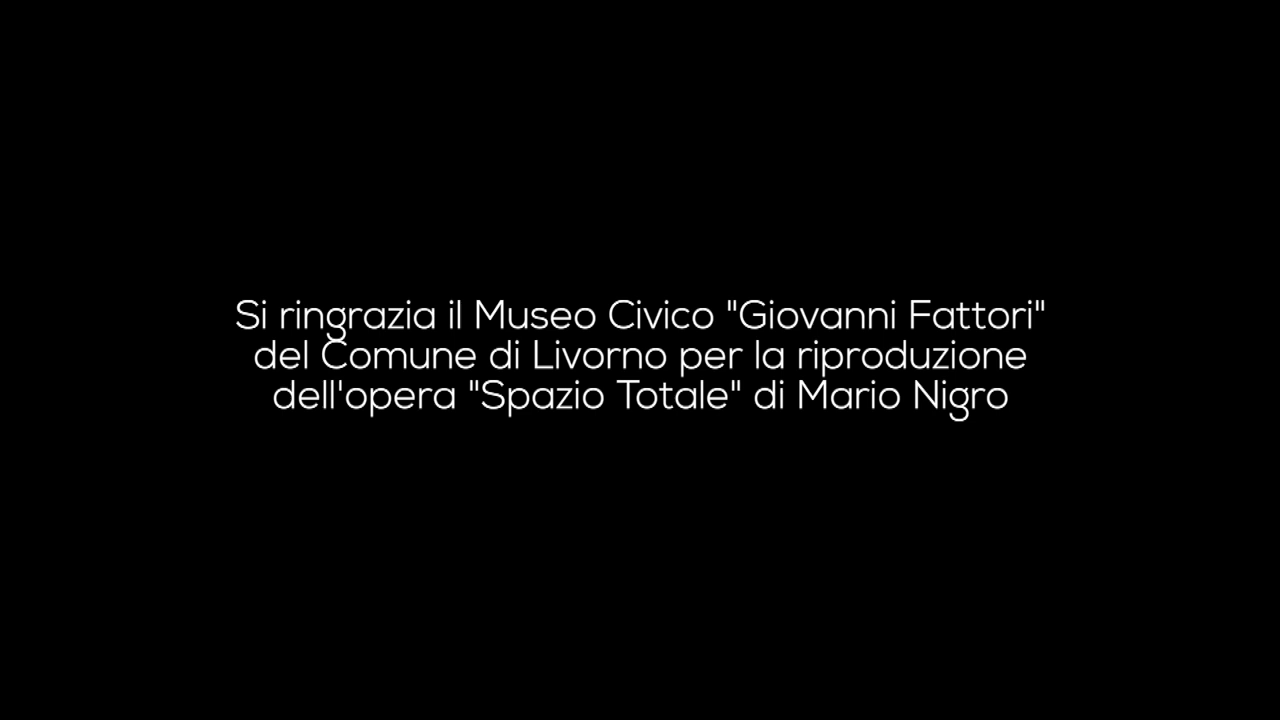 Si ringrazia il Museo Civico "Giovanni Fattori"
del Comune di Livorno per la riproduzione
dell'opera "Spazio Totale" di Mario Nigro